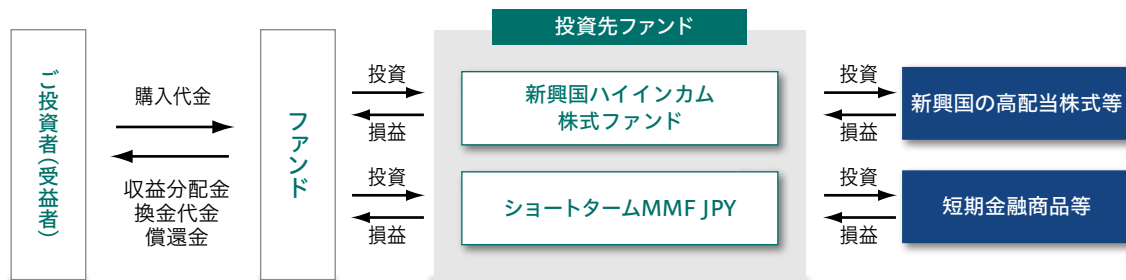 ご投資者(受益者)
購入代金
収益分配金
換金代金
償還金
ファンド
投資
損益
投資
損益
投資先ファンド
新興国ハイインカム
株式ファンド
ショートタームMMF JPY
投資
損益
投資
損益
新興国の高配当株式等
短期金融商品等